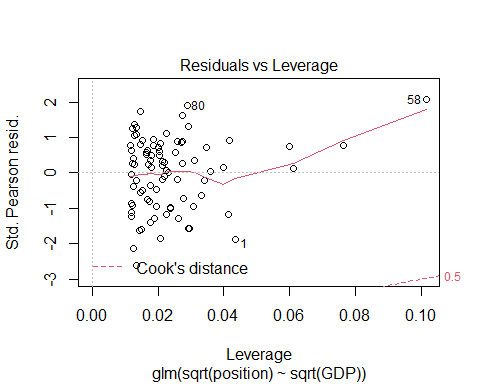 Residuals vs Leverage
Std. Pearson resid.
2
1
0
-1
-2
-3
80
58
1
Cook's distance
0.5
0.00 0.02 0.04 0.06 0.08 0.10
Leverage
glm(sqrt(position) ~ sqrt(GDP))